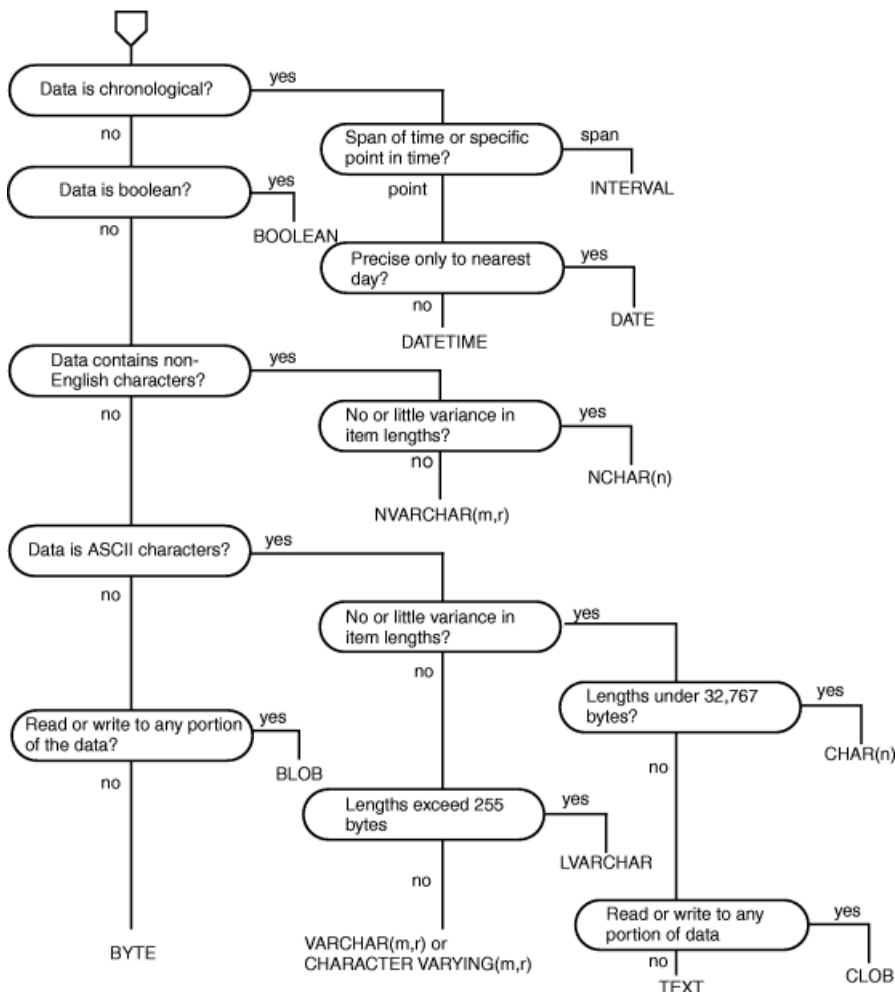 Data is chronological?
yes
no
Span of time or specific
point in time?
span
point
INTERVAL
Data is boolean?
yes
no
BOOLEAN
Precise only to nearest
day?
yes
no
DATE
DATETIME
Data contains non-
English characters?
yes
no
No or little variance in
item lengths?
yes
no
NCHAR(n)
NVARCHAR(m,r)
Data is ASCII characters?
yes
no
No or little variance in
item lengths?
yes
no
Lengths under 32,767
bytes?
yes
no
CHAR(n)
Read or write to any portion
of the data?
yes
no
BLOB
Lengths exceed 255
bytes
yes
no
LVARCHAR
Read or write to any
portion of data
yes
no
BYTE
VARCHAR(m,r) or
CHARACTER VARYING(m,r)
CLOB
TEXT